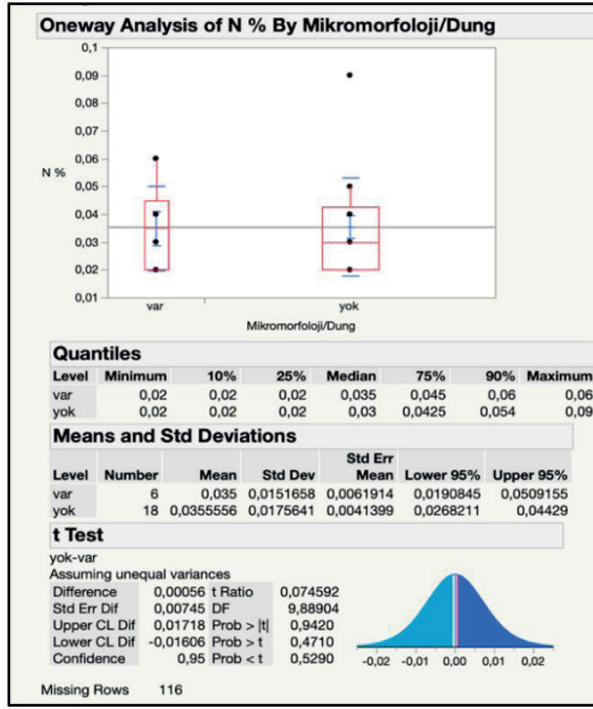 Oneway Analysis of N % By Mikromorfoloji/Dung
0,1
0,09
0,08
0,07
0,06
N %
0,05
0,04
0,03
0,02
0,01
var yok
Mikromorfoloji/Dung
Quantiles
Level Minimum 10% 25% Median 75% 90% Maximum
var 0,02 0,02 0,02 0,035 0,045 0,06 0,06
yok 0,02 0,02 0,02 0,03 0,0425 0,054 0,09
Means and Std Deviations
Std Err
Level Number Mean Std Dev Mean Lower 95% Upper 95%
var 6 0,035 0,0151658 0,0061914 0,0190845 0,0509155
yok 18 0,0355556 0,0175641 0,0041399 0,0268211 0,04429
t Test
yok-var
Assuming unequal variances
Difference 0,00056 t Ratio 0,074592
Std Err Dif 0,00745 DF 9,88904
Upper CL Dif 0,01718 Prob > |t| 0,9420
Lower CL Dif -0,01606 Prob > t 0,4710
Confidence 0,95 Prob < t 0,5290
-0,02 -0,01 0,00 0,01 0,02
Missing Rows 116